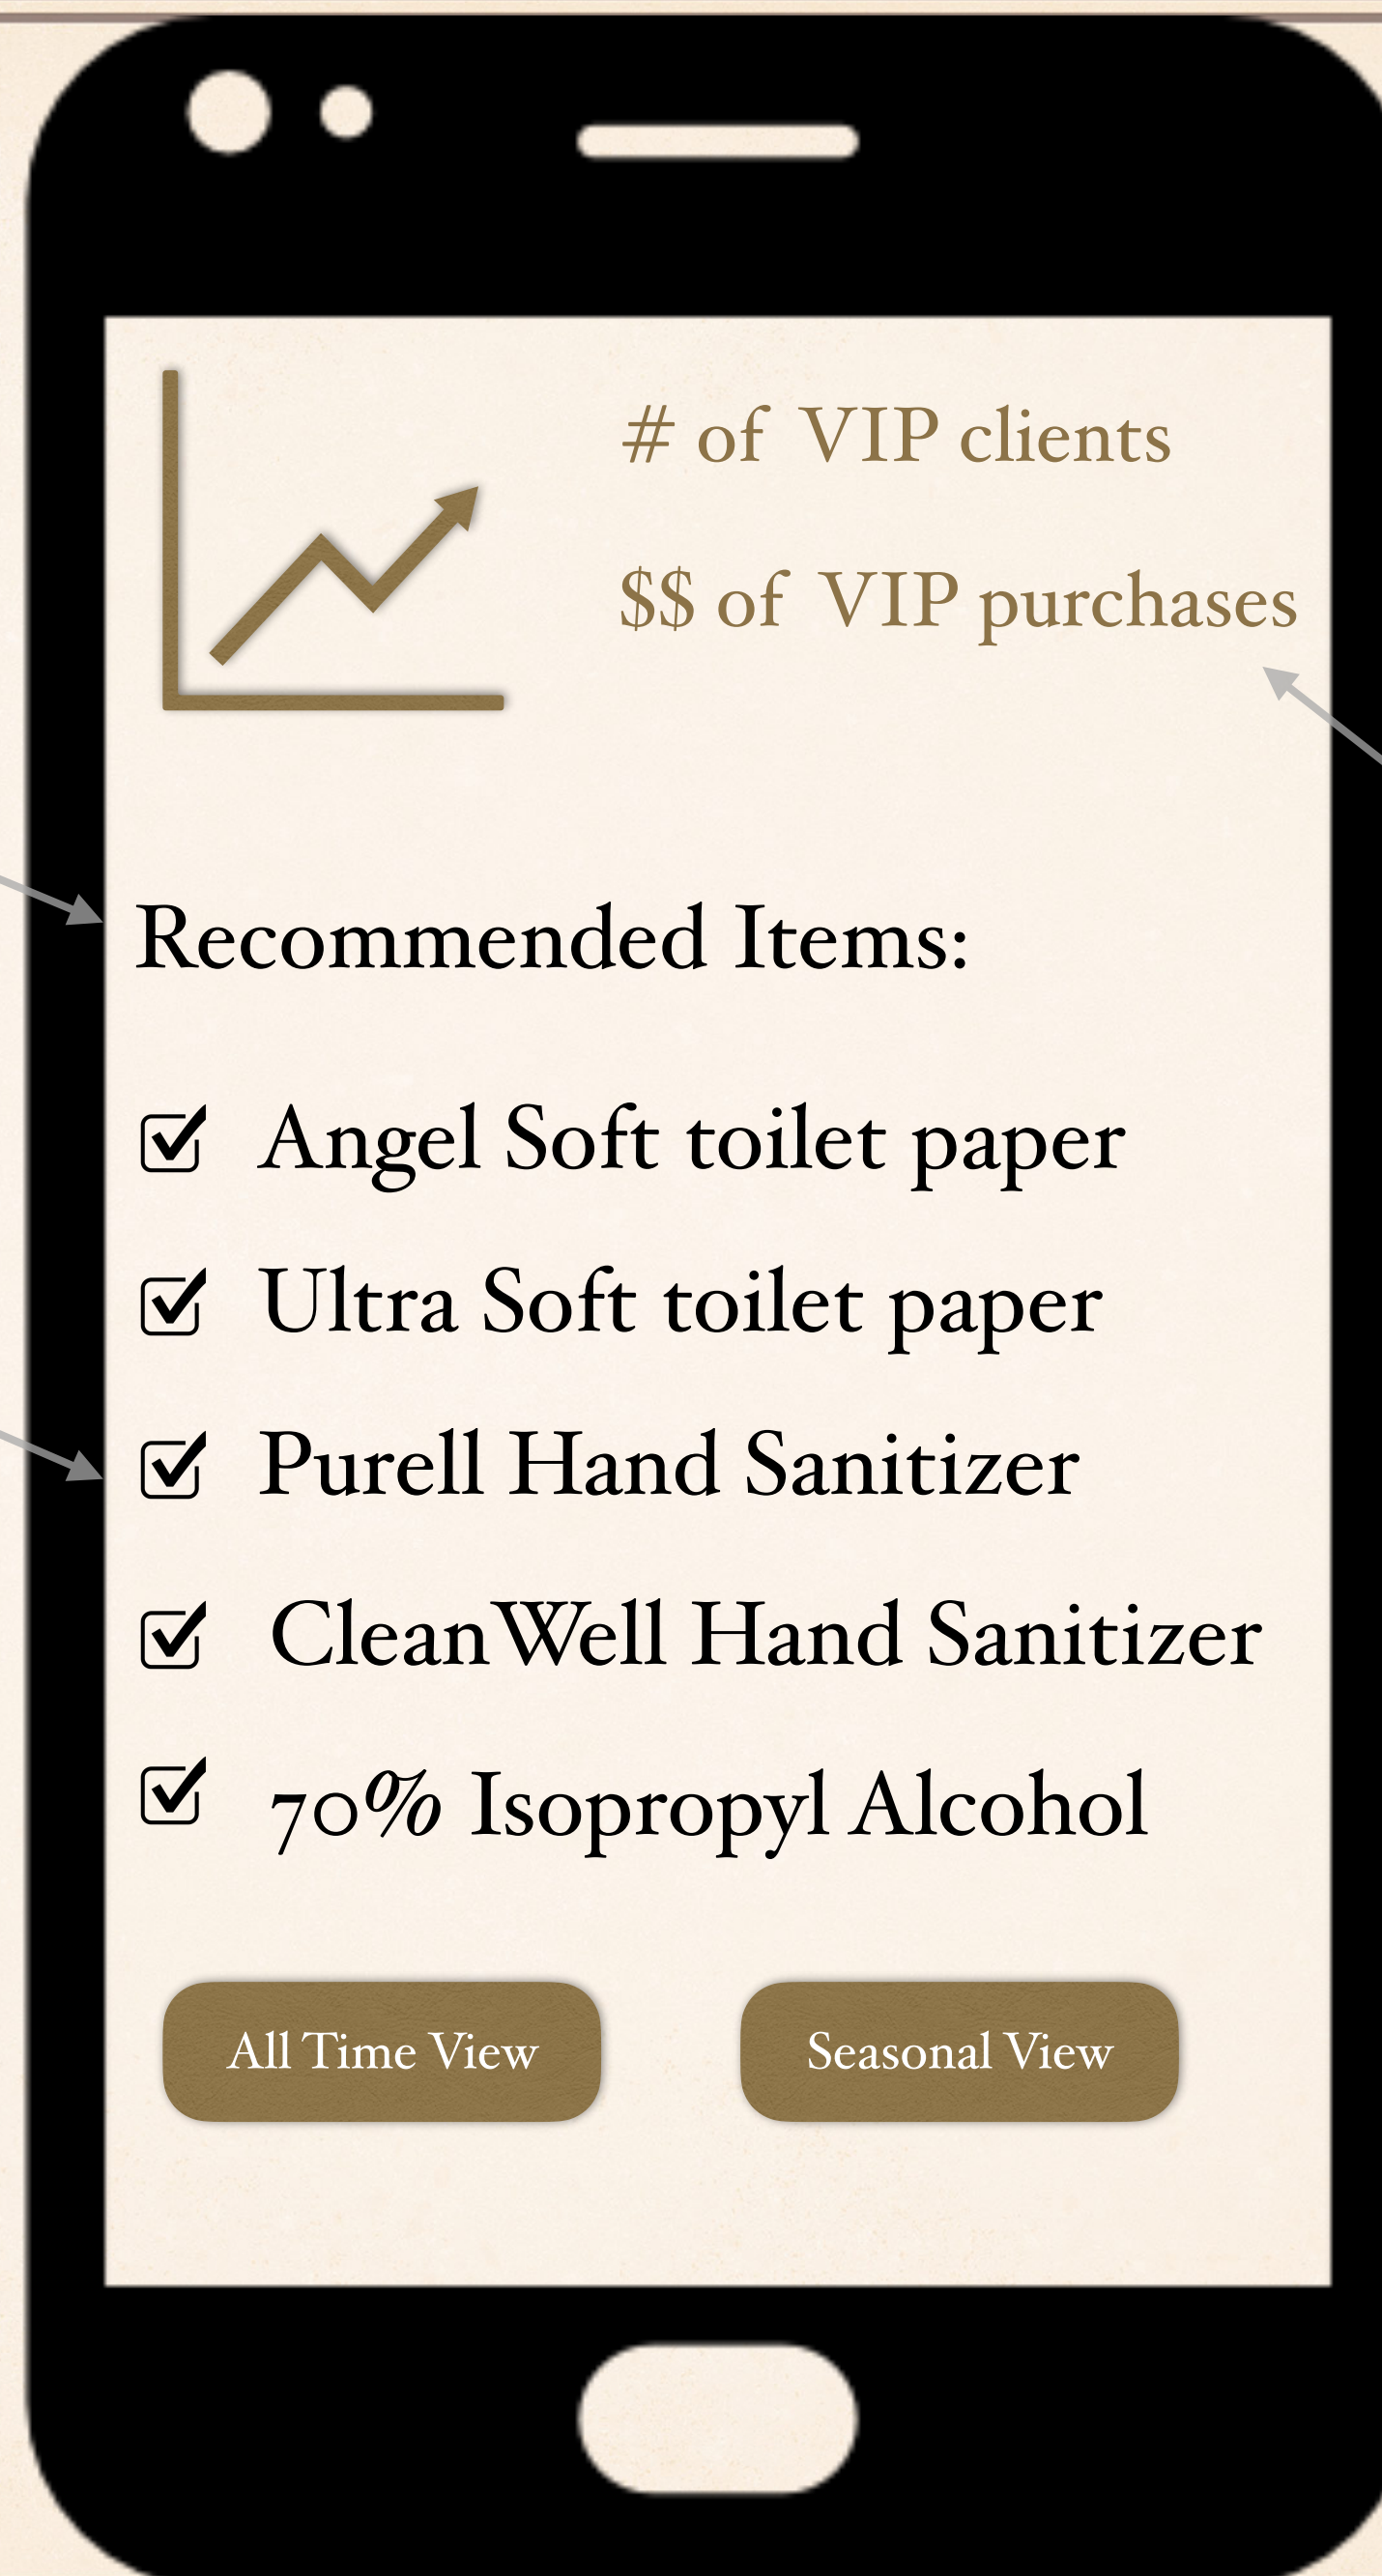 # of VIP clients
$$ of VIP purchases
Recommended Items:
Angel Soft toilet paper
Ultra Soft toilet paper
Purell Hand Sanitizer
CleanWell Hand Sanitizer
70% Isopropyl Alcohol
All Time View
Seasonal View